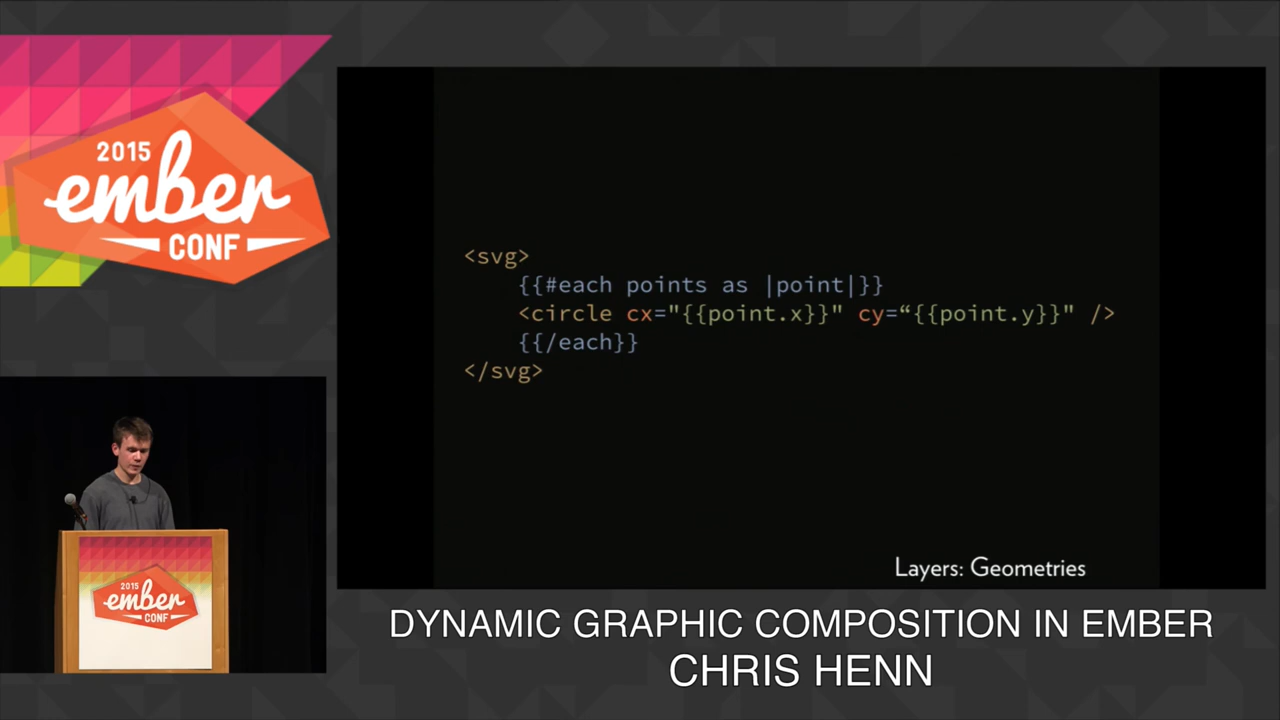 2015
ember
CONF
<svg>
{{#each points as |point|}}
<circle cx="{{point.x}}" cy=“{{point.y}}" />
{{/each}}
</svg>
Layers: Geometries
2015
ember
CONF
DYNAMIC GRAPHIC COMPOSITION IN EMBER
CHRIS HENN